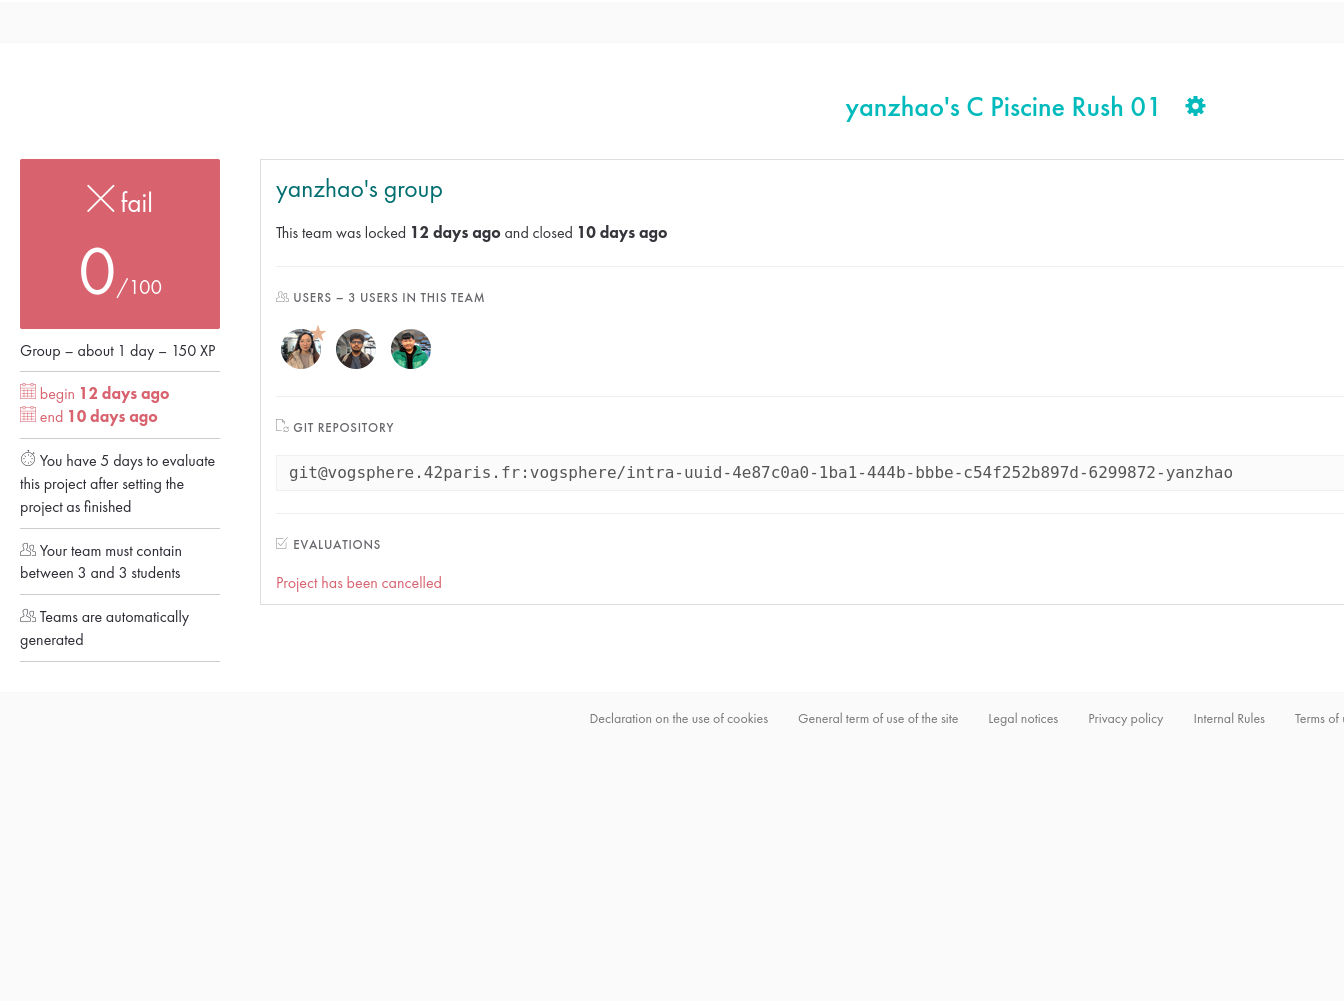 yanzhao's C Piscine Rush 01
fail
0/100
Group – about 1 day – 150 XP
begin 12 days ago
end 10 days ago
You have 5 days to evaluate
this project after setting the
project as finished
Your team must contain
between 3 and 3 students
Teams are automatically
generated
yanzhao's group
This team was locked 12 days ago and closed 10 days ago
USERS – 3 USERS IN THIS TEAM
GIT REPOSITORY
git@vogsphere.42paris.fr:vogsphere/intra-uuid-4e87c0a0-1ba1-444b-bbbe-c54f252b897d-6299872-yanzhao
EVALUATIONS
Project has been cancelled
Declaration on the use of cookies General term of use of the site Legal notices Privacy policy Internal Rules Terms of